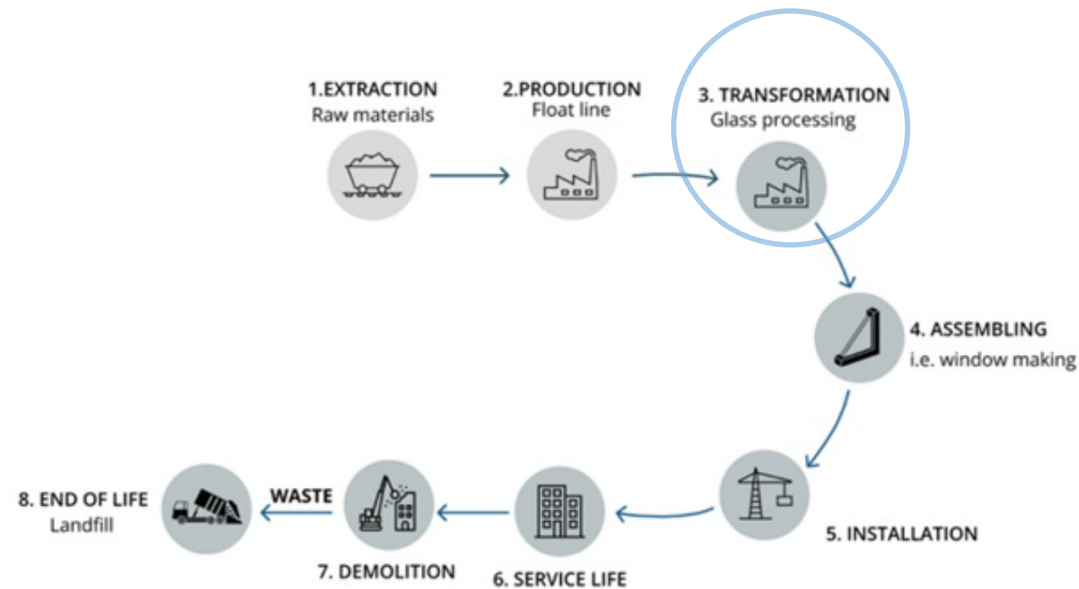 1.EXTRACTION
Raw materials
2.PRODUCTION
Float line
3. TRANSFORMATION
Glass processing
4. ASSEMBLING
i.e. window making
5. INSTALLATION
6. SERVICE LIFE
7. DEMOLITION
WASTE
8. END OF LIFE
Landfill